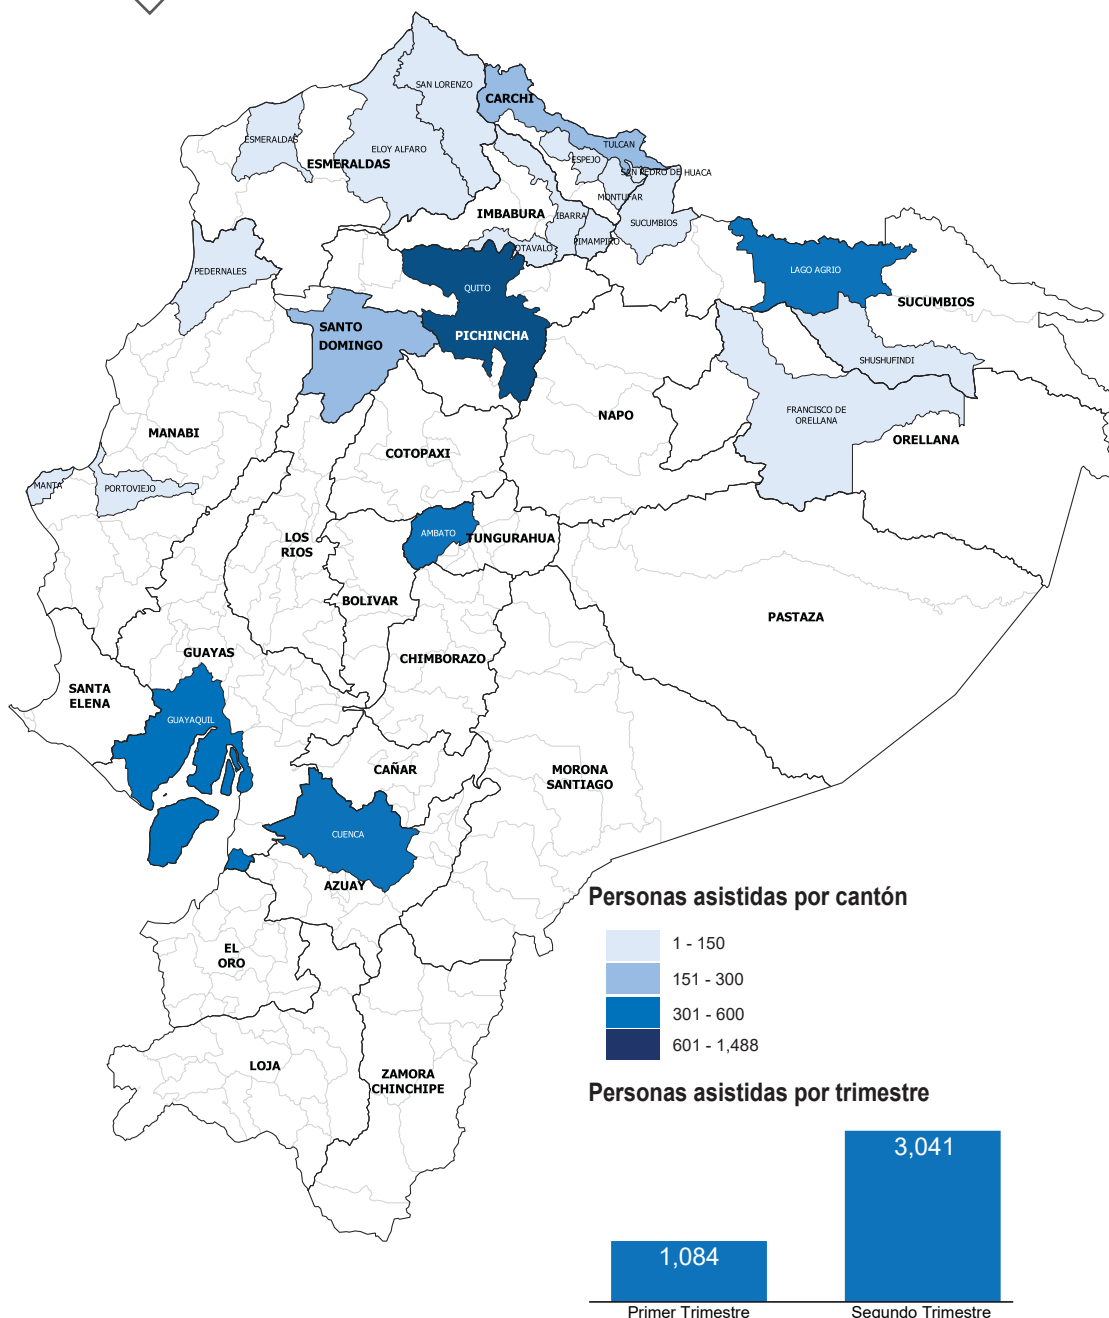 SAN LORENZO
CARCHI
ESMERALDAS
ELOY ALFARO
TULCAN
ESMERALDAS
ESPEJO
SAN PEDRO DE HUACA
MONTUFAR
IMBABURA
IBARRA
SUCUMBIOS
OTAVALO
PIMAMPIRO
PEDERNALES
LAGO AGRIO
QUITO
SUCUMBIOS
SANTO
DOMINGO
PICHINCHA
SHUSHUFINDI
NAPO
FRANCISCO DE
ORELLANA
MANABI
ORELLANA
COTOPAXI
MANTA
PORTOVIEJO
AMBATO
TUNGURAHUA
LOS
RIOS
BOLIVAR
PASTAZA
GUAYAS
CHIMBORAZO
SANTA
ELENA
GUAYAQUIL
CAÑAR
MORONA
SANTIAGO
CUENCA
AZUAY
EL
ORO
LOJA
ZAMORA
CHINCHIPE
Personas asistidas por cantón
1 - 150
151 - 300
301 - 600
601 - 1,488
Personas asistidas por trimestre
3,041
1,084
Primer Trimestre
Segundo Trimestre